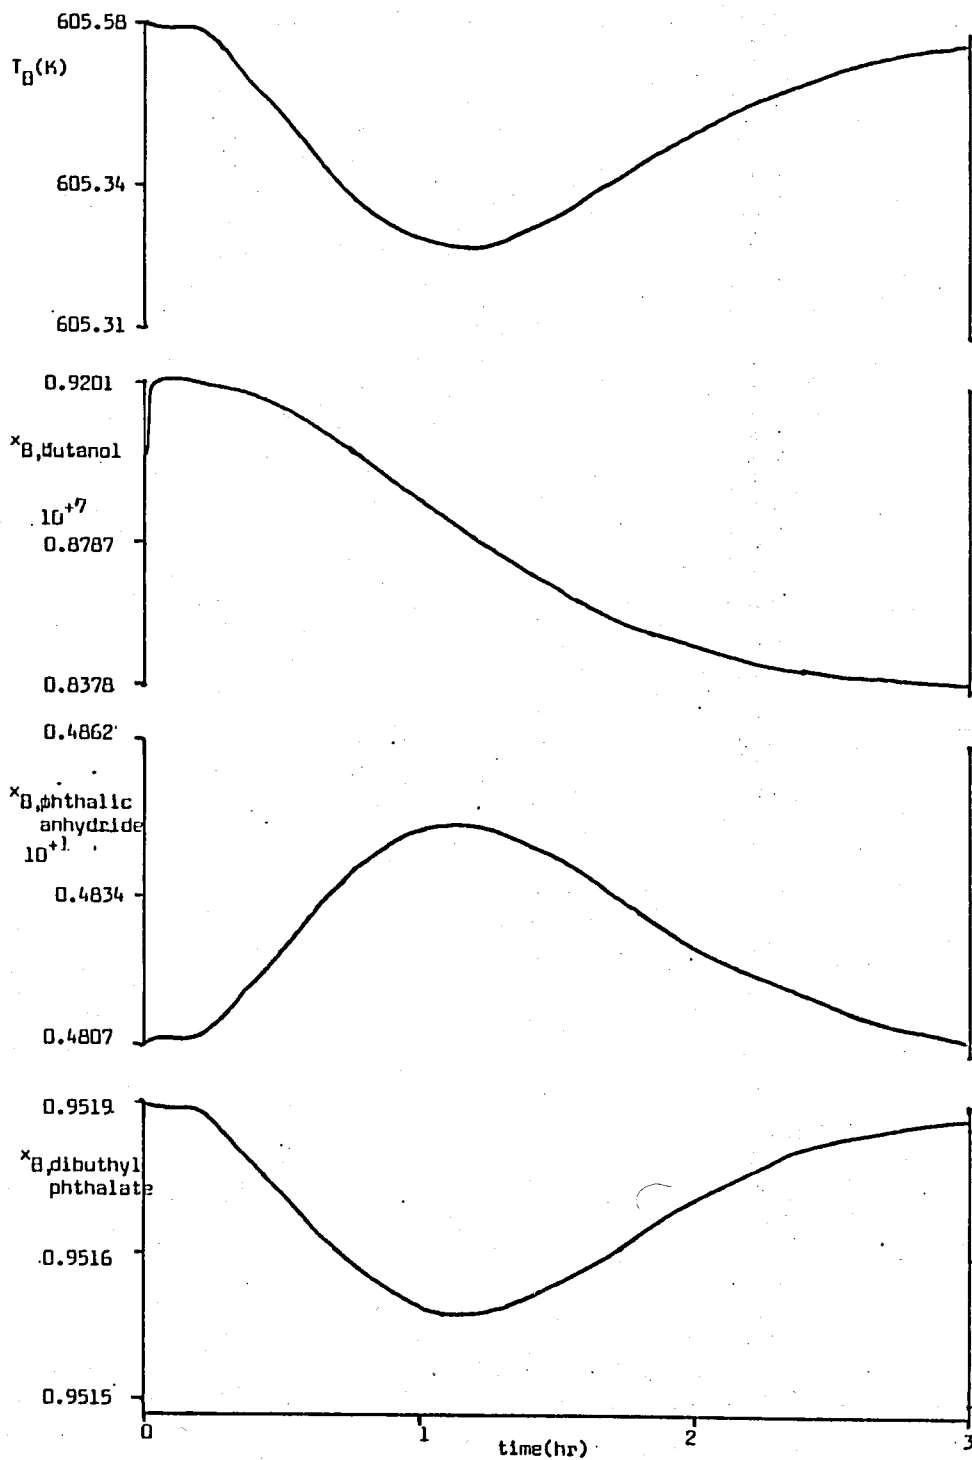 605.58
T_B(K)
605.34
605.31
0.9201
x_B,Butanol
10^+7
0.8787
0.8378
0.4862
x_B,phthalic
anhydride
10^+1
0.4834
0.4807
0.9519
x_B,dibuthyl
phthalate
0.9516
0.9515
0 1 2 3
time(hr)